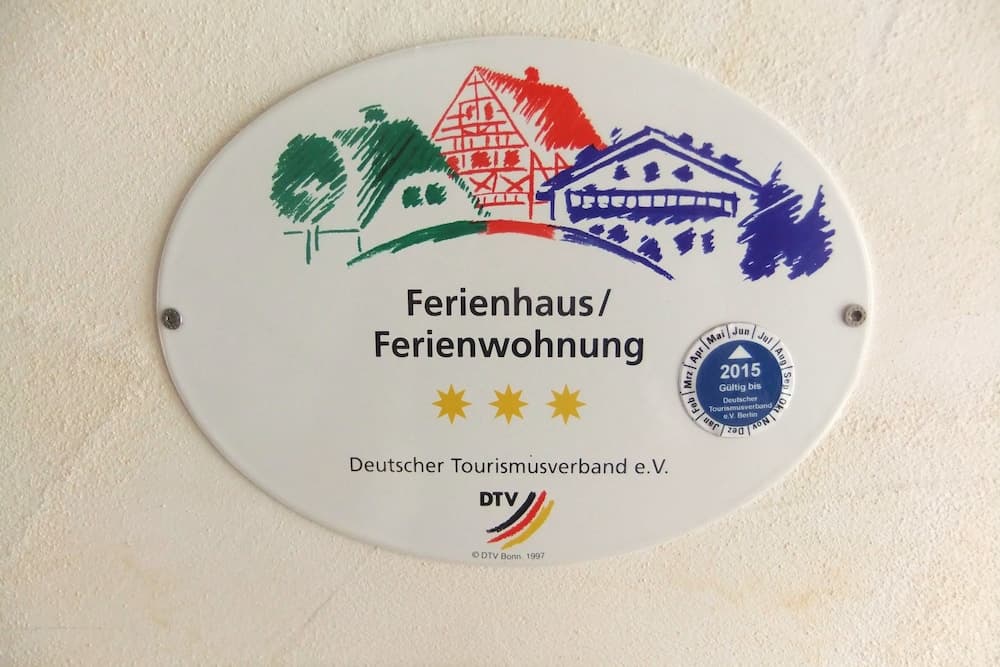 Ferienhaus/
Ferienwohnung
Jan Feb Mrz Apr Mai Jun Jul Aug Sep Okt Nov Dez
2015
Gültig bis
Deutscher
Tourismusverband
e.V. Berlin
Deutscher Tourismusverband e.V.
DTV
© DTV Bonn. 1997